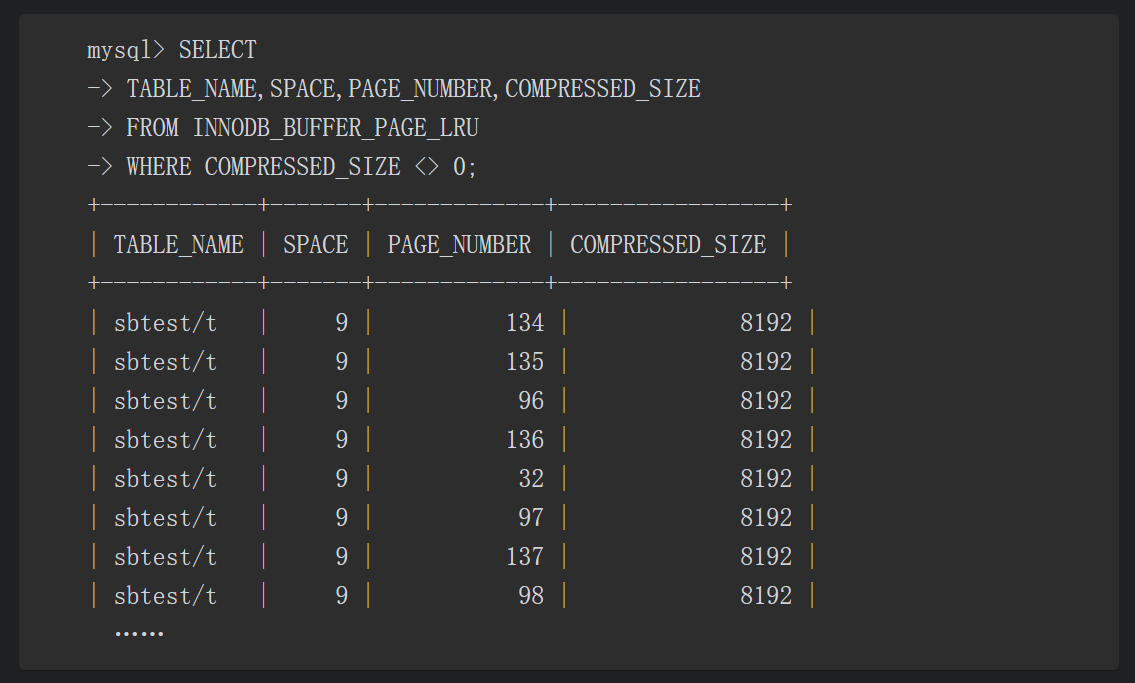 mysql> SELECT
-> TABLE_NAME,SPACE,PAGE_NUMBER,COMPRESSED_SIZE
-> FROM INNODB_BUFFER_PAGE_LRU
-> WHERE COMPRESSED_SIZE <> 0;
+------------+-------+-------------+-----------------+
| TABLE_NAME | SPACE | PAGE_NUMBER | COMPRESSED_SIZE |
+------------+-------+-------------+-----------------+
| sbtest/t   |     9 |          134 |             8192 |
| sbtest/t   |     9 |          135 |             8192 |
| sbtest/t   |     9 |           96 |             8192 |
| sbtest/t   |     9 |          136 |             8192 |
| sbtest/t   |     9 |           32 |             8192 |
| sbtest/t   |     9 |           97 |             8192 |
| sbtest/t   |     9 |          137 |             8192 |
| sbtest/t   |     9 |           98 |             8192 |
……